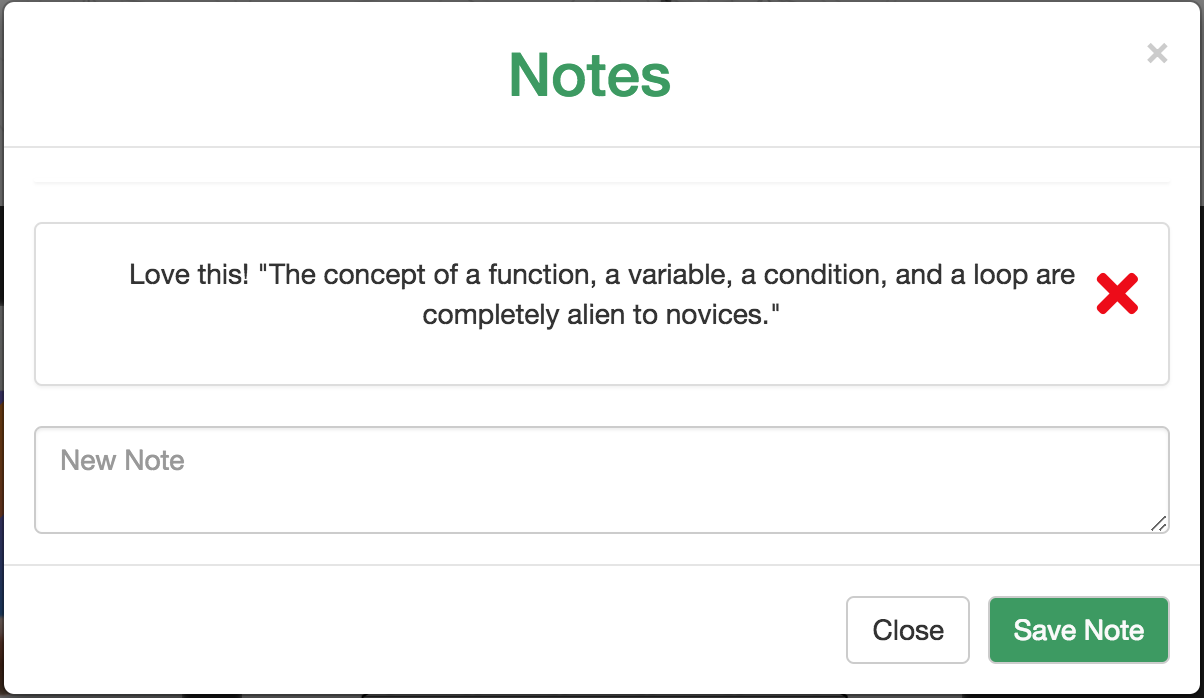 Notes
×
Love this! "The concept of a function, a variable, a condition, and a loop are
completely alien to novices."
New Note
Close
Save Note